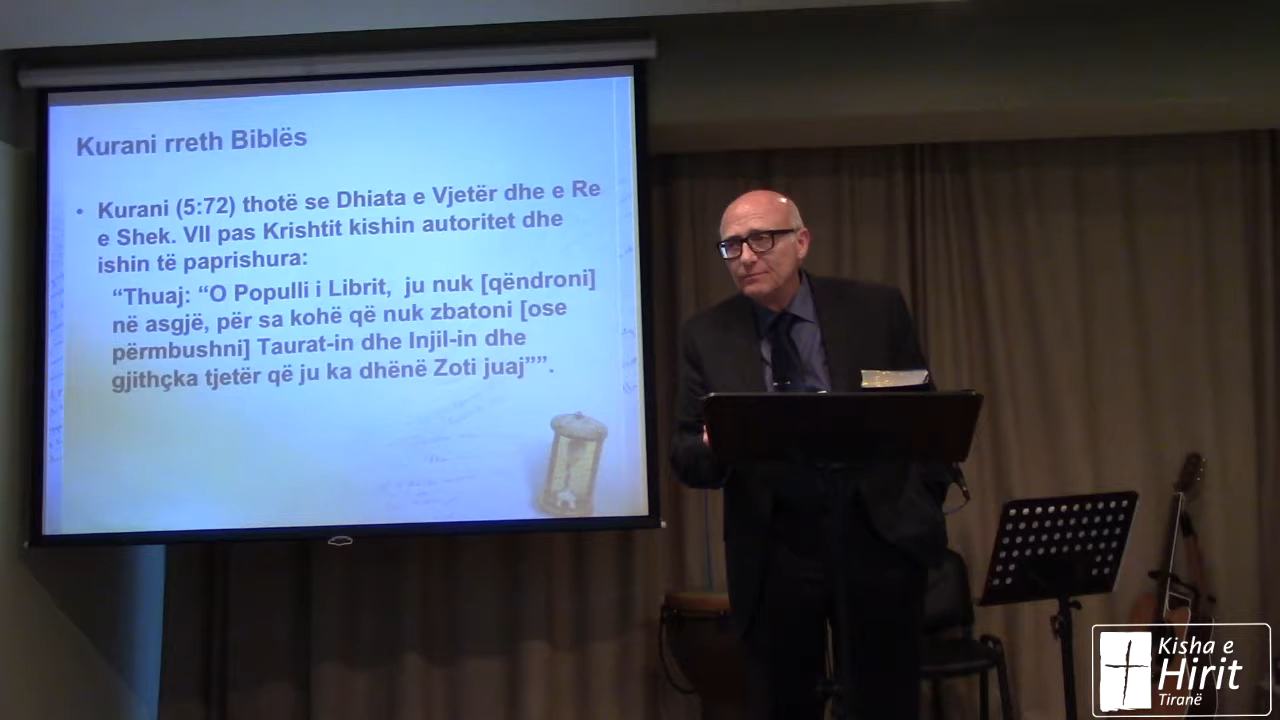 Kurani rreth Biblës
• Kurani (5:72) thotë se Dhiata e Vjetër dhe e Re
e Shek. VII pas Krishtit kishin autoritet dhe
ishin të paprishura:
“Thuaj: “O Populli i Librit, ju nuk [qëndroni]
në asgjë, për sa kohë që nuk zbatoni [ose
përmbushni] Taurat-in dhe Injil-in dhe
gjithçka tjetër që ju ka dhënë Zoti juaj””.
Kisha e
Hirit
Tiranë